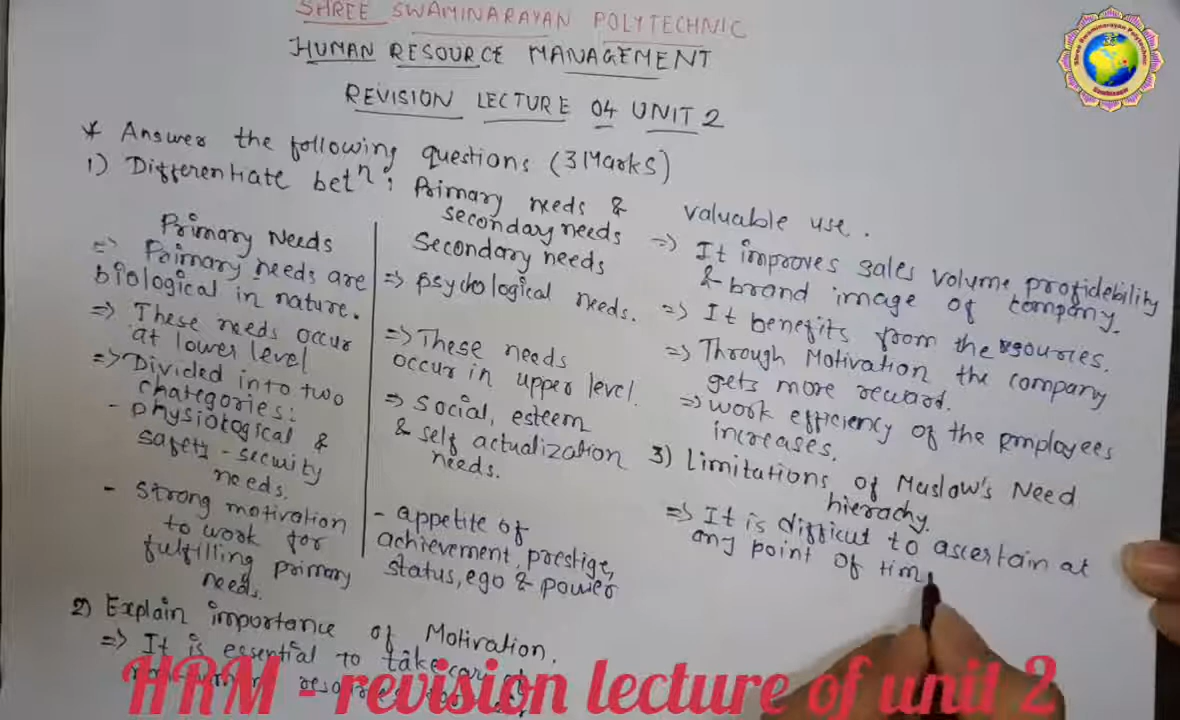 SHREE SWAMINARAYAN POLYTECHNIC
HUMAN RESOURCE MANAGEMENT
REVISION LECTURE 04 UNIT 2
* Answer the following questions (3 Marks)
1) Differentiate betⁿ: Primary needs &
secondary needs
Primary Needs
=> Primary needs are
biological in nature.
=> These needs occur
at lower level
=> Divided into two
chategories:
- physiological &
safety - security
needs.
- strong motivation
to work for
fulfilling primary
needs.
Secondary needs
=> psychological needs.
=> These needs
occur in upper level.
=> social, esteem
& self actualization
needs.
- appetite of
achievement, prestige,
status, ego & power
2) Explain importance of Motivation.
=> It is essential to take care of
valuable use.
=> It improves sales volume profidebility
& brand image of company.
=> It benefits from the resources.
=> Through Motivation the company
gets more reward.
=> work efficiency of the employees
increases.
3) Limitations of Maslow's Need
hierachy.
=> It is difficut to ascertain at
any point of tim
HRM - revision lecture of unit 2
Shree Swaminarayan Polytechnic